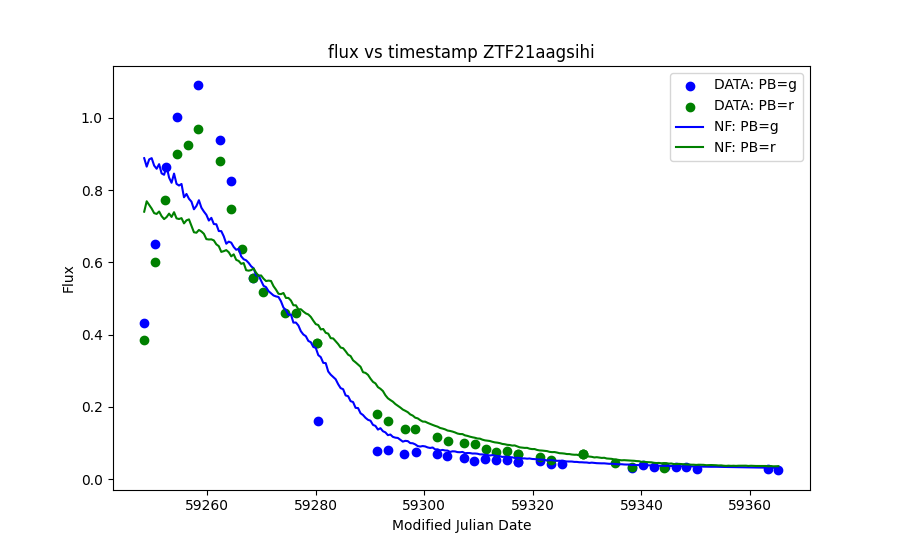 flux vs timestamp ZTF21aagsihi
DATA: PB=g
DATA: PB=r
NF: PB=g
NF: PB=r
1.0
0.8
0.6
0.4
0.2
0.0
Flux
59260 59280 59300 59320 59340 59360
Modified Julian Date